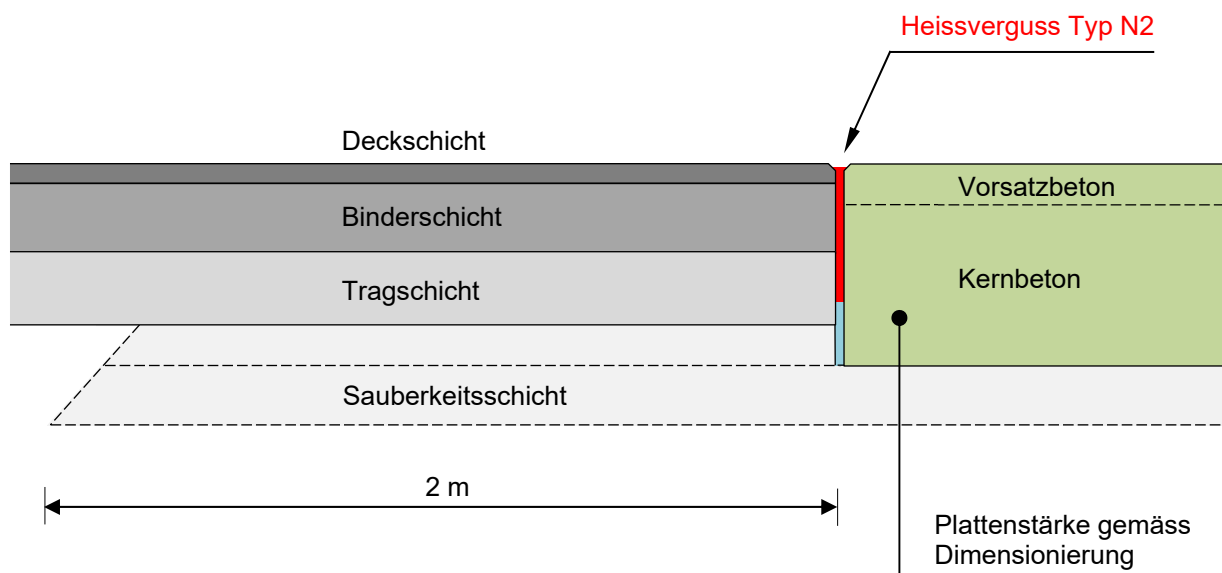 Heissverguss Typ N2
Deckschicht
Vorsatzbeton
Binderschicht
Kernbeton
Tragschicht
Sauberkeitsschicht
2 m
Plattenstärke gemäss
Dimensionierung